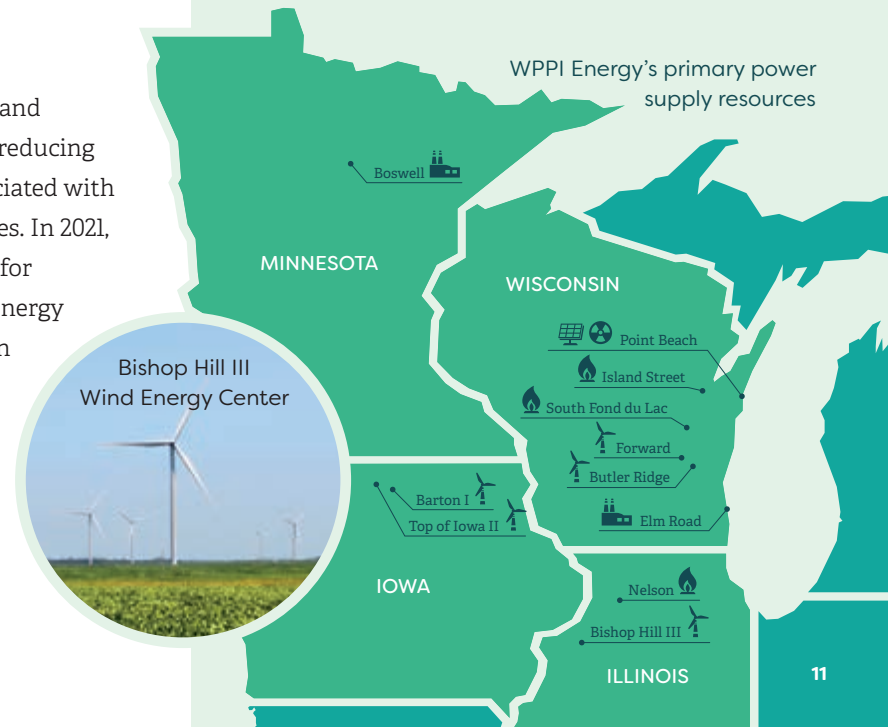 and
reducing
ciated with
es. In 2021,
for
nergy
n
WPPI Energy's primary power
supply resources
Boswell
MINNESOTA
WISCONSIN
Point Beach
Island Street
South Fond du Lac
Forward
Butler Ridge
Elm Road
Bishop Hill III
Wind Energy Center
Barton I
Top of Iowa II
IOWA
Nelson
Bishop Hill III
ILLINOIS
11